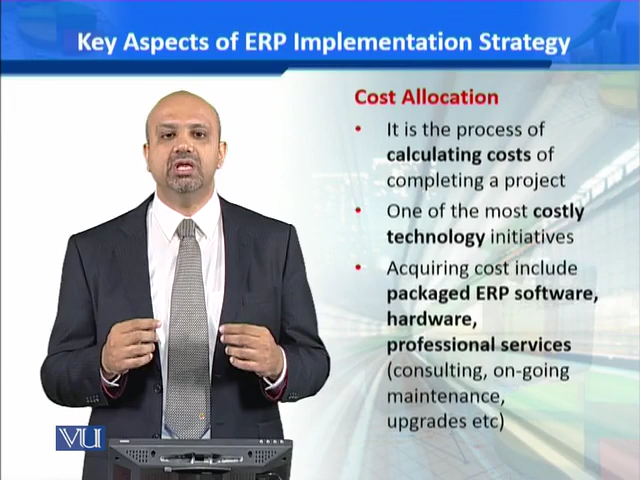 Key Aspects of ERP Implementation Strategy
Cost Allocation
• It is the process of
calculating costs of
completing a project
• One of the most costly
technology initiatives
• Acquiring cost include
packaged ERP software,
hardware,
professional services
(consulting, on-going
maintenance,
upgrades etc)
VU